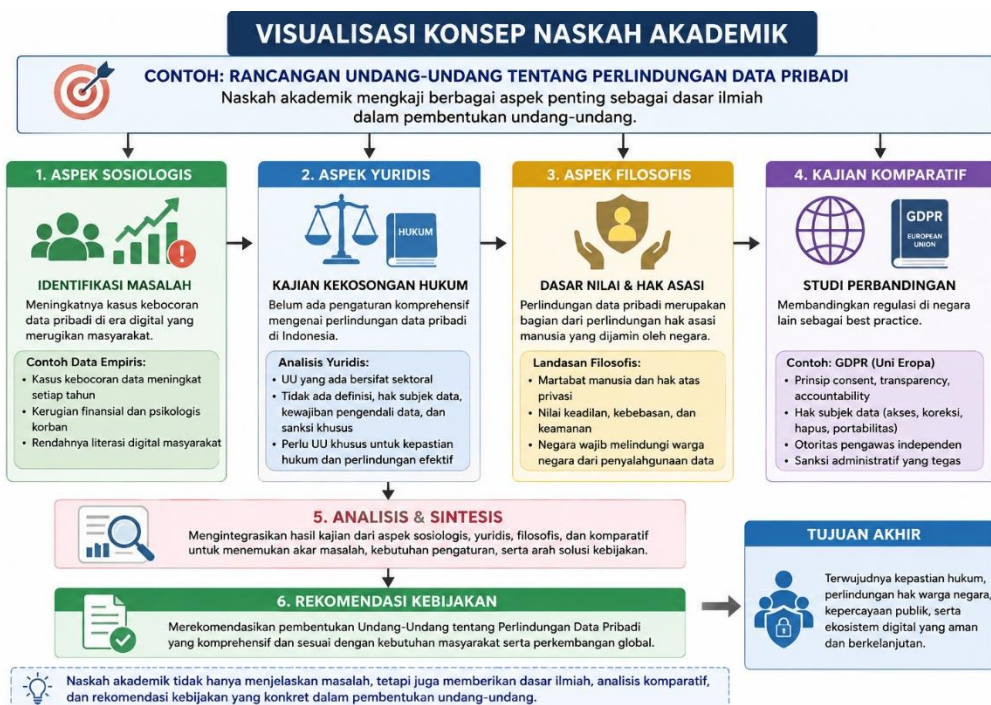 VISUALISASI KONSEP NASKAH AKADEMIK
CONTOH: RANCANGAN UNDANG-UNDANG TENTANG PERLINDUNGAN DATA PRIBADI
Naskah akademik mengkaji berbagai aspek penting sebagai dasar ilmiah
dalam pembentukan undang-undang.
1. ASPEK SOSIOLOGIS
IDENTIFIKASI MASALAH
Meningkatnya kasus kebocoran
data pribadi di era digital yang
merugikan masyarakat.
Contoh Data Empiris:
• Kasus kebocoran data meningkat
setiap tahun
• Kerugian finansial dan psikologis
korban
• Rendahnya literasi digital masyarakat
2. ASPEK YURIDIS
HUKUM
KAJIAN KEKOSONGAN HUKUM
Belum ada pengaturan komprehensif
mengenai perlindungan data pribadi
di Indonesia.
Analisis Yuridis:
• UU yang ada bersifat sektoral
• Tidak ada definisi, hak subjek data,
kewajiban pengendali data, dan
sanksi khusus
• Perlu UU khusus untuk kepastian
hukum dan perlindungan efektif
3. ASPEK FILOSOFIS
DASAR NILAI & HAK ASASI
Perlindungan data pribadi merupakan
bagian dari perlindungan hak asasi
manusia yang dijamin oleh negara.
Landasan Filosofis:
• Martabat manusia dan hak atas
privasi
• Nilai keadilan, kebebasan, dan
keamanan
• Negara wajib melindungi warga
negara dari penyalahgunaan data
4. KAJIAN KOMPARATIF
GDPR
EUROPEAN
UNION
STUDI PERBANDINGAN
Membandingkan regulasi di negara
lain sebagai best practice.
Contoh: GDPR (Uni Eropa)
• Prinsip consent, transparency,
accountability
• Hak subjek data (akses, koreksi,
hapus, portabilitas)
• Otoritas pengawas independen
• Sanksi administratif yang tegas
5. ANALISIS & SINTESIS
Mengintegrasikan hasil kajian dari aspek sosiologis, yuridis, filosofis, dan komparatif
untuk menemukan akar masalah, kebutuhan pengaturan, serta arah solusi kebijakan.
6. REKOMENDASI KEBIJAKAN
Merekomendasikan pembentukan Undang-Undang tentang Perlindungan Data Pribadi
yang komprehensif dan sesuai dengan kebutuhan masyarakat serta perkembangan global.
TUJUAN AKHIR
Terwujudnya kepastian hukum,
perlindungan hak warga negara,
kepercayaan publik, serta
ekosistem digital yang aman
dan berkelanjutan.
Naskah akademik tidak hanya menjelaskan masalah, tetapi juga memberikan dasar ilmiah, analisis komparatif,
dan rekomendasi kebijakan yang konkret dalam pembentukan undang-undang.